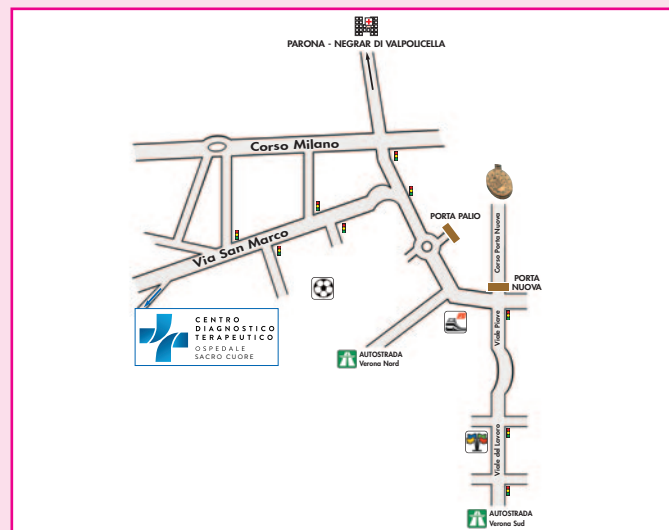 PARONA - NEGRAR DI VALPOLICELLA
Corso Milano
Corso Porta Nuova
PORTA PALIO
Via San Marco
PORTA
NUOVA
CENTRO
DIAGNOSTICO
TERAPEUTICO
OSPEDALE
SACRO CUORE
Viale Piave
AUTOSTRADA
Verona Nord
Viale del Lavoro
AUTOSTRADA
Verona Sud